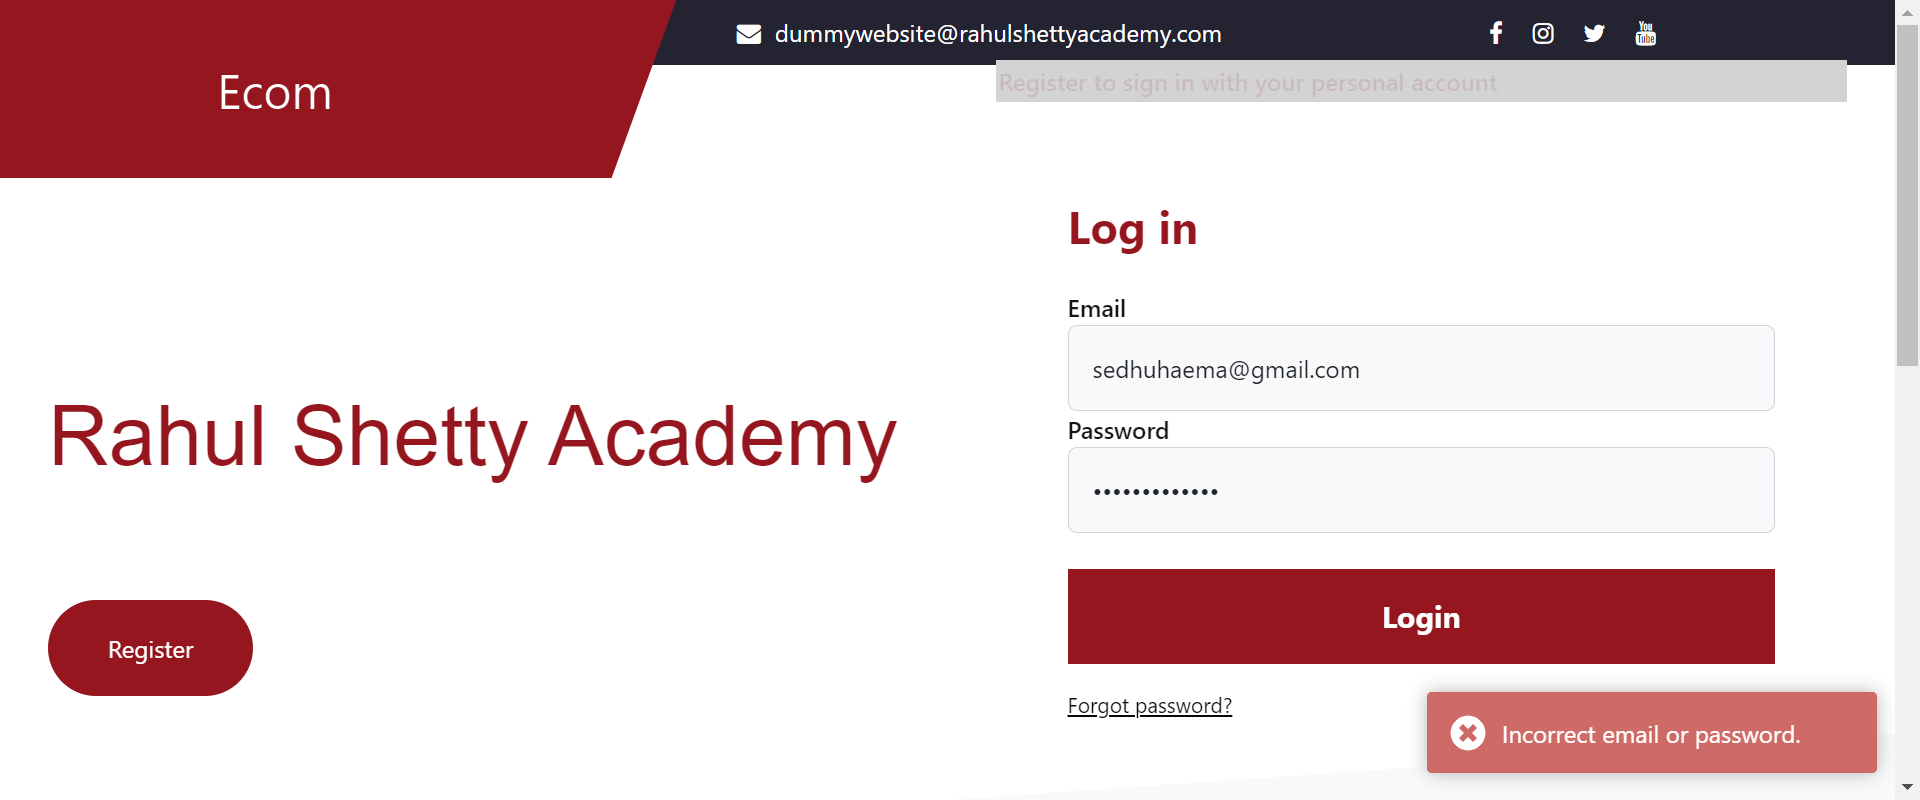 dummywebsite@rahulshettyacademy.com
Ecom
Register to sign in with your personal account
Log in
Email
sedhuhaema@gmail.com
Password
•••••••••••••
Rahul Shetty Academy
Login
Register
Forgot password?
Incorrect email or password.
You
Tube